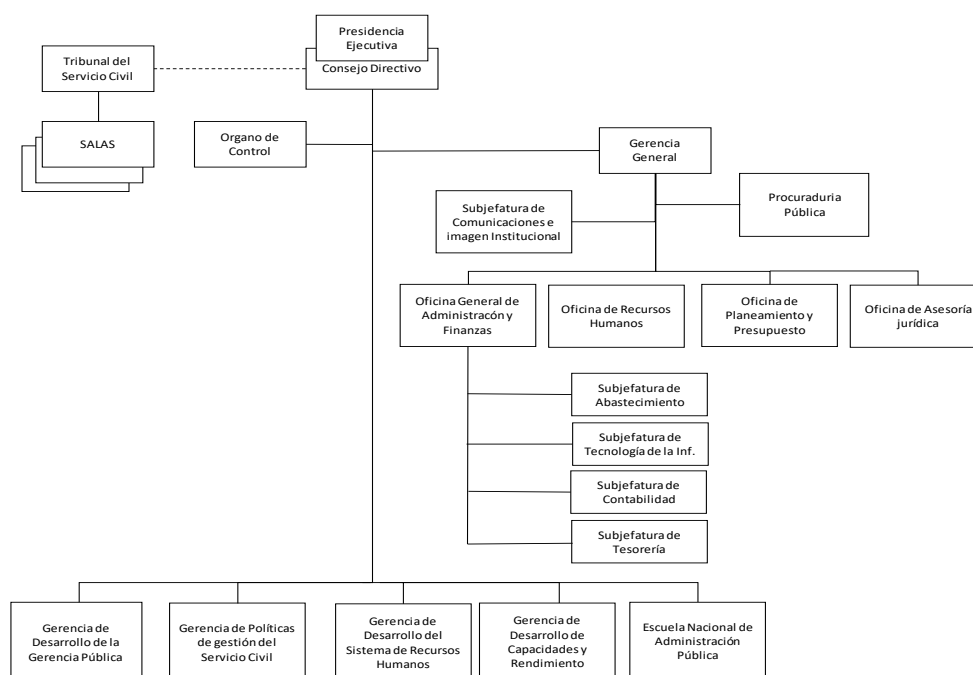 Presidencia
Ejecutiva
Consejo Directivo
Tribunal del
Servicio Civil
SALAS
Organo de
Control
Gerencia
General
Procuraduria
Pública
Subjefatura de
Comunicaciones e
imagen Institucional
Oficina General de
Administracón y
Finanzas
Oficina de Recursos
Humanos
Oficina de
Planeamiento y
Presupuesto
Oficina de Asesoría
jurídica
Subjefatura de
Abastecimiento
Subjefatura de
Tecnología de la Inf.
Subjefatura de
Contabilidad
Subjefatura de
Tesorería
Gerencia de
Desarrollo de la
Gerencia Pública
Gerencia de Políticas
de gestión del
Servicio Civil
Gerencia de
Desarrollo del
Sistema de Recursos
Humanos
Gerencia de
Desarrollo de
Capacidades y
Rendimiento
Escuela Nacional de
Administración
Pública